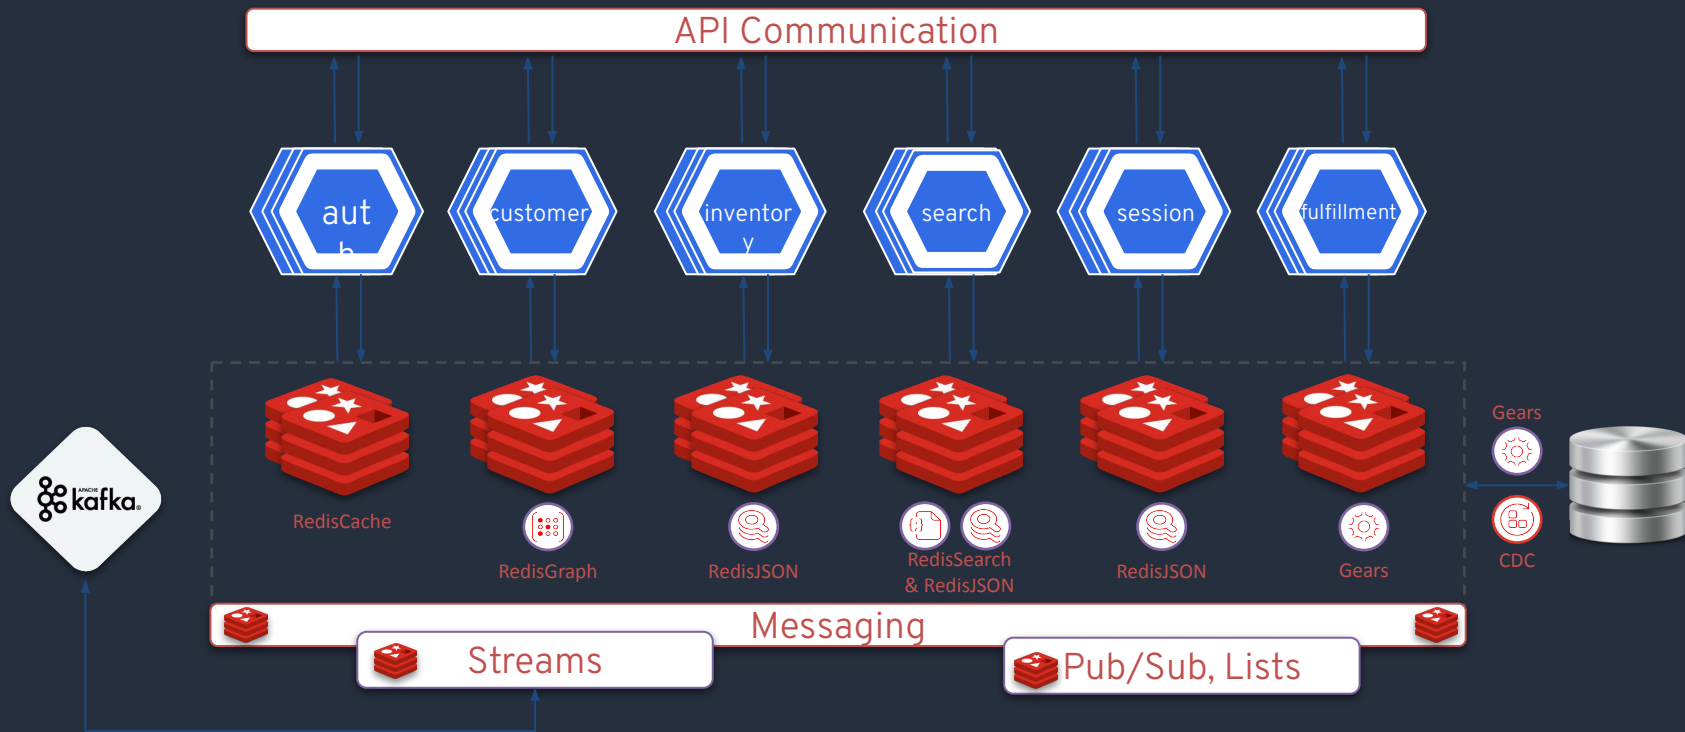 API Communication
aut
h
customer
inventor
y
search
session
fulfillment
Gears
APACHE
kafka®
RedisCache
RedisGraph
RedisJSON
RedisSearch
& RedisJSON
RedisJSON
Gears
CDC
Messaging
Streams
Pub/Sub, Lists